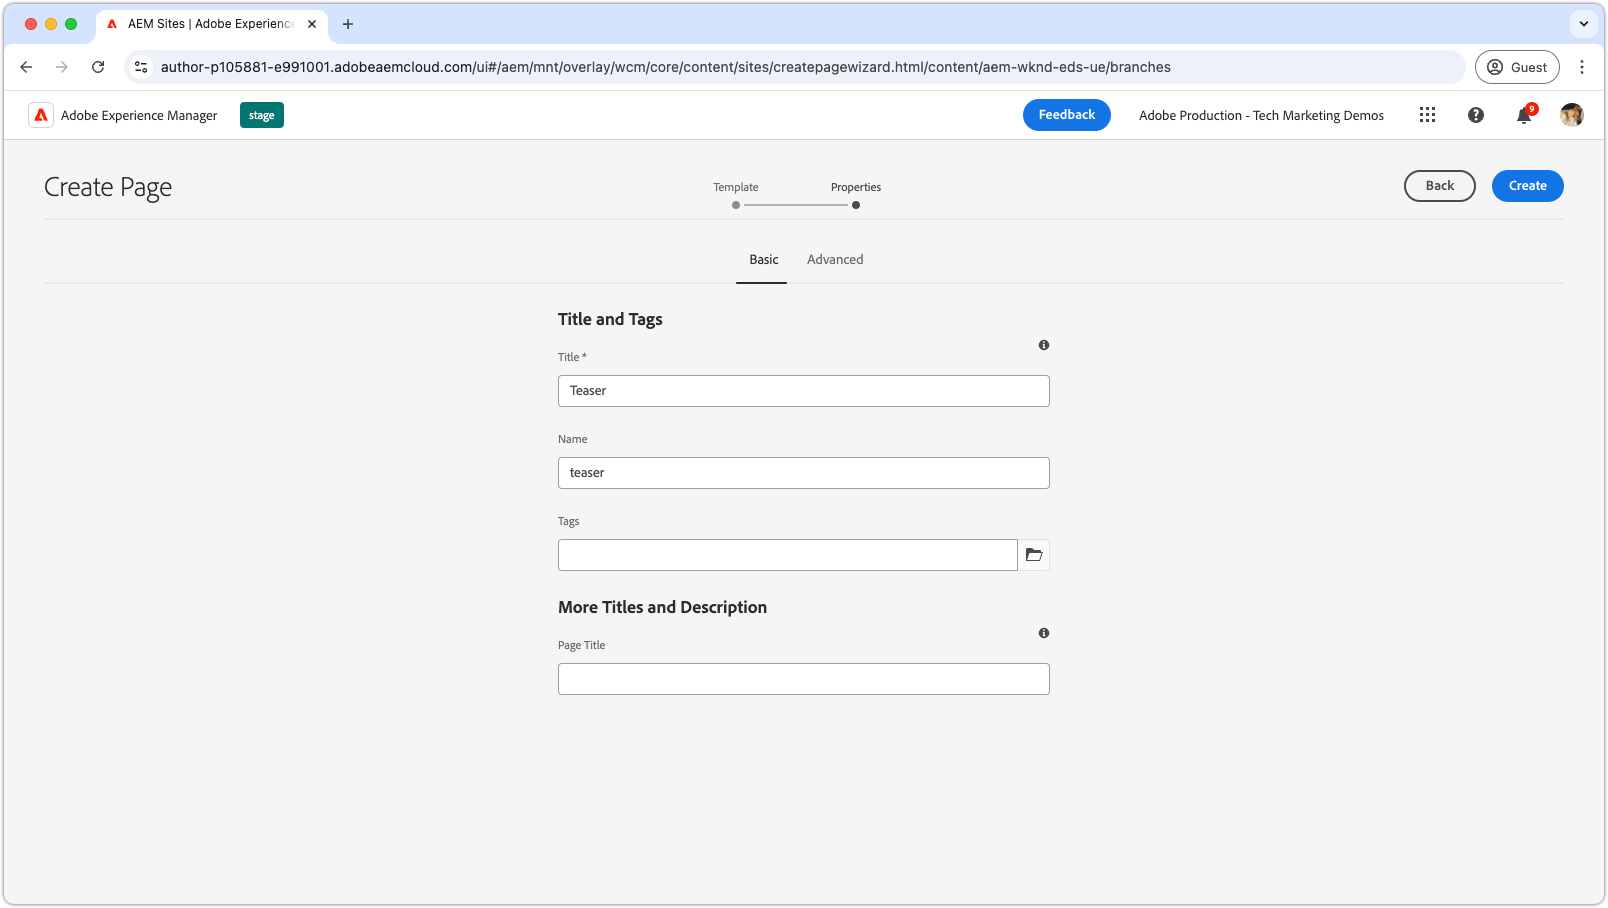 AEM Sites | Adobe Experience
author-p105881-e991001.adobeaemcloud.com/ui#/aem/mnt/overlay/wcm/core/content/sites/createpagewizard.html/content/aem-wknd-eds-ue/branches
Guest
Adobe Experience Manager
stage
Feedback
Adobe Production - Tech Marketing Demos
9
Create Page
Template
Properties
Back
Create
Basic
Advanced
Title and Tags
Title *
Teaser
Name
teaser
Tags
More Titles and Description
Page Title